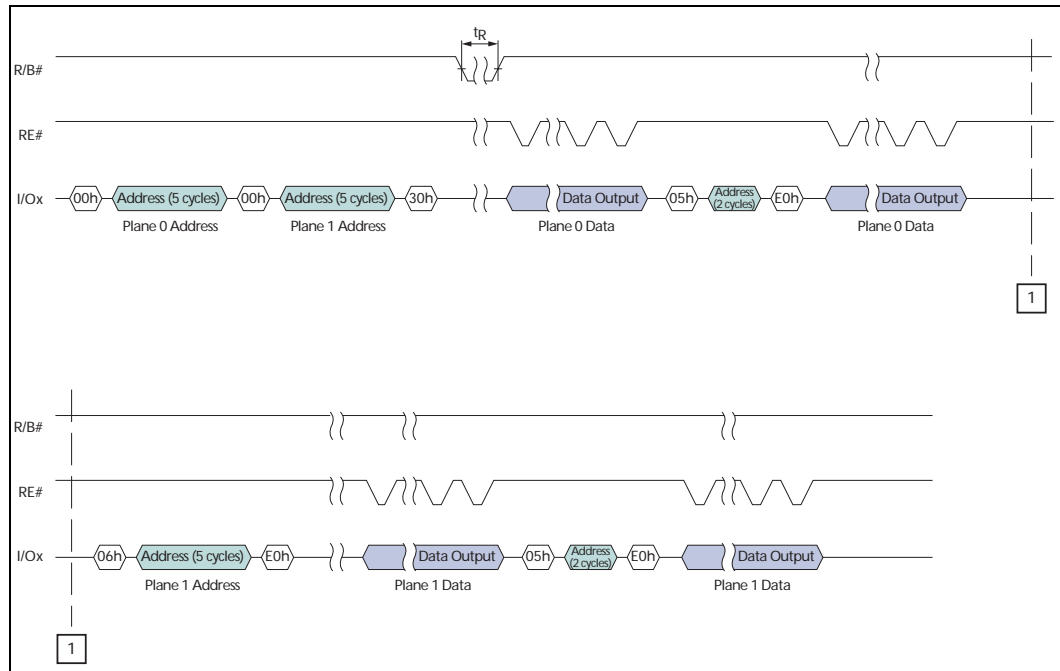 tR
R/B#
RE#
I/Ox
00h Address (5 cycles) 00h Address (5 cycles) 30h Data Output 05h Address (2 cycles) E0h Data Output
Plane 0 Address Plane 1 Address Plane 0 Data Plane 0 Data
1
R/B#
RE#
I/Ox
06h Address (5 cycles) E0h Data Output 05h Address (2 cycles) E0h Data Output
Plane 1 Address Plane 1 Data Plane 1 Data
1